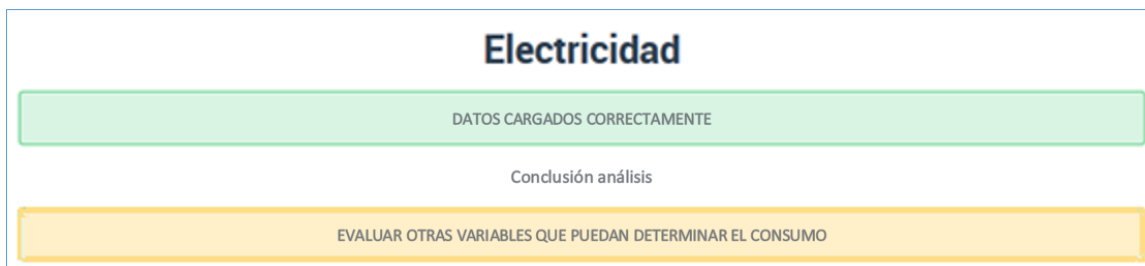 Electricidad
DATOS CARGADOS CORRECTAMENTE
Conclusión análisis
EVALUAR OTRAS VARIABLES QUE PUEDAN DETERMINAR EL CONSUMO